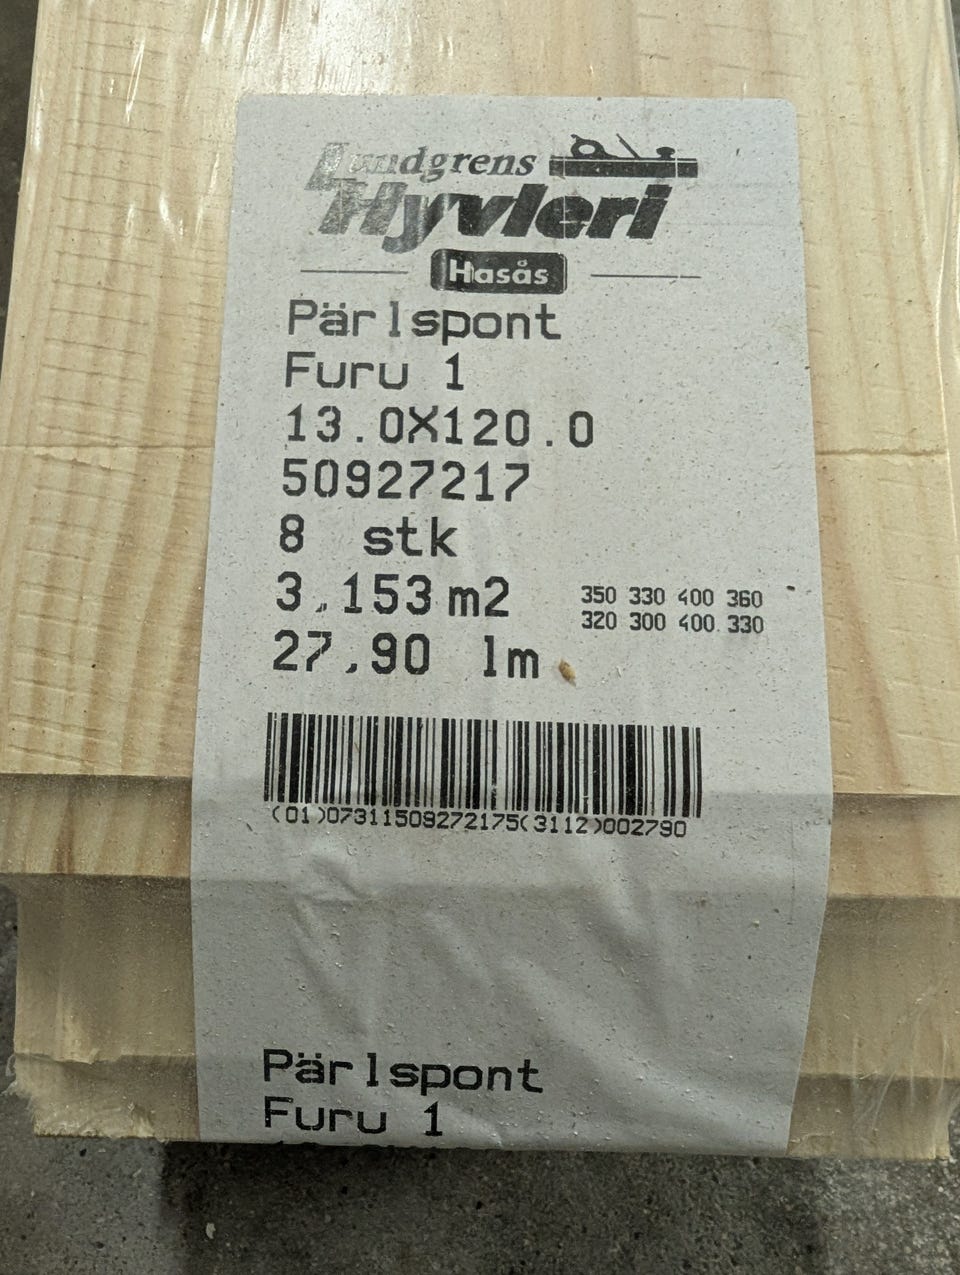 Lundgrens
Hyvleri
Hasås
Pärlspont
Furu 1
13.0X120.0
50927217
8 stk
3,153 m2
350 330 400 360
320 300 400 330
27,90 lm
(01)07311509272175(3112)002790
Pärlspont
Furu 1